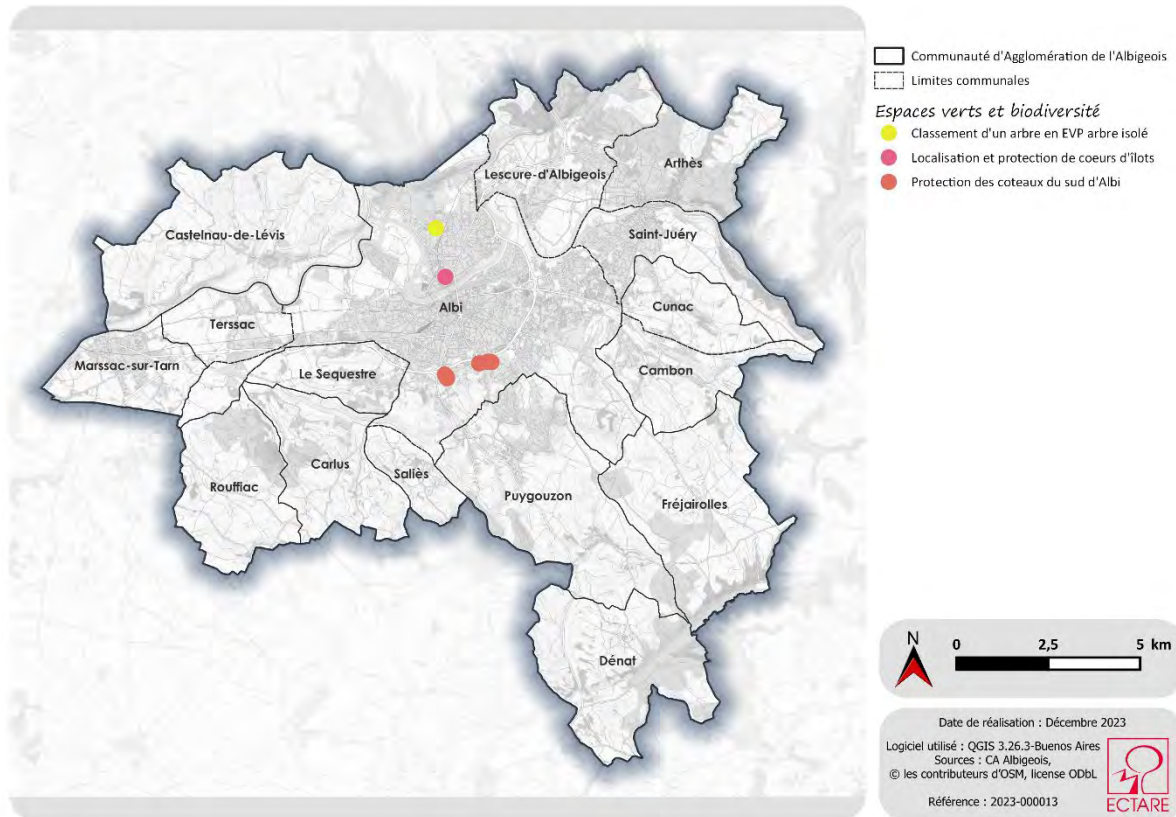 Communauté d'Agglomération de l'Albigeois
Limites communales
Espaces verts et biodiversité
Classement d'un arbre en EVP arbre isolé
Localisation et protection de coeurs d'îlots
Protection des coteaux du sud d'Albi
Lescure-d'Albigeois
Arthès
Castelnau-de-Lévis
Saint-Juéry
Albi
Cunac
Terssac
Marssac-sur-Tarn
Le Sequestre
Cambon
Rouffiac
Carlus
Saliès
Puygouzon
Fréjairolles
Dénat
N
0 2,5 5 km
Date de réalisation : Décembre 2023
Logiciel utilisé : QGIS 3.26.3-Buenos Aires
Sources : CA Albigeois,
© les contributeurs d'OSM, license ODbL
Référence : 2023-000013
ECTARE